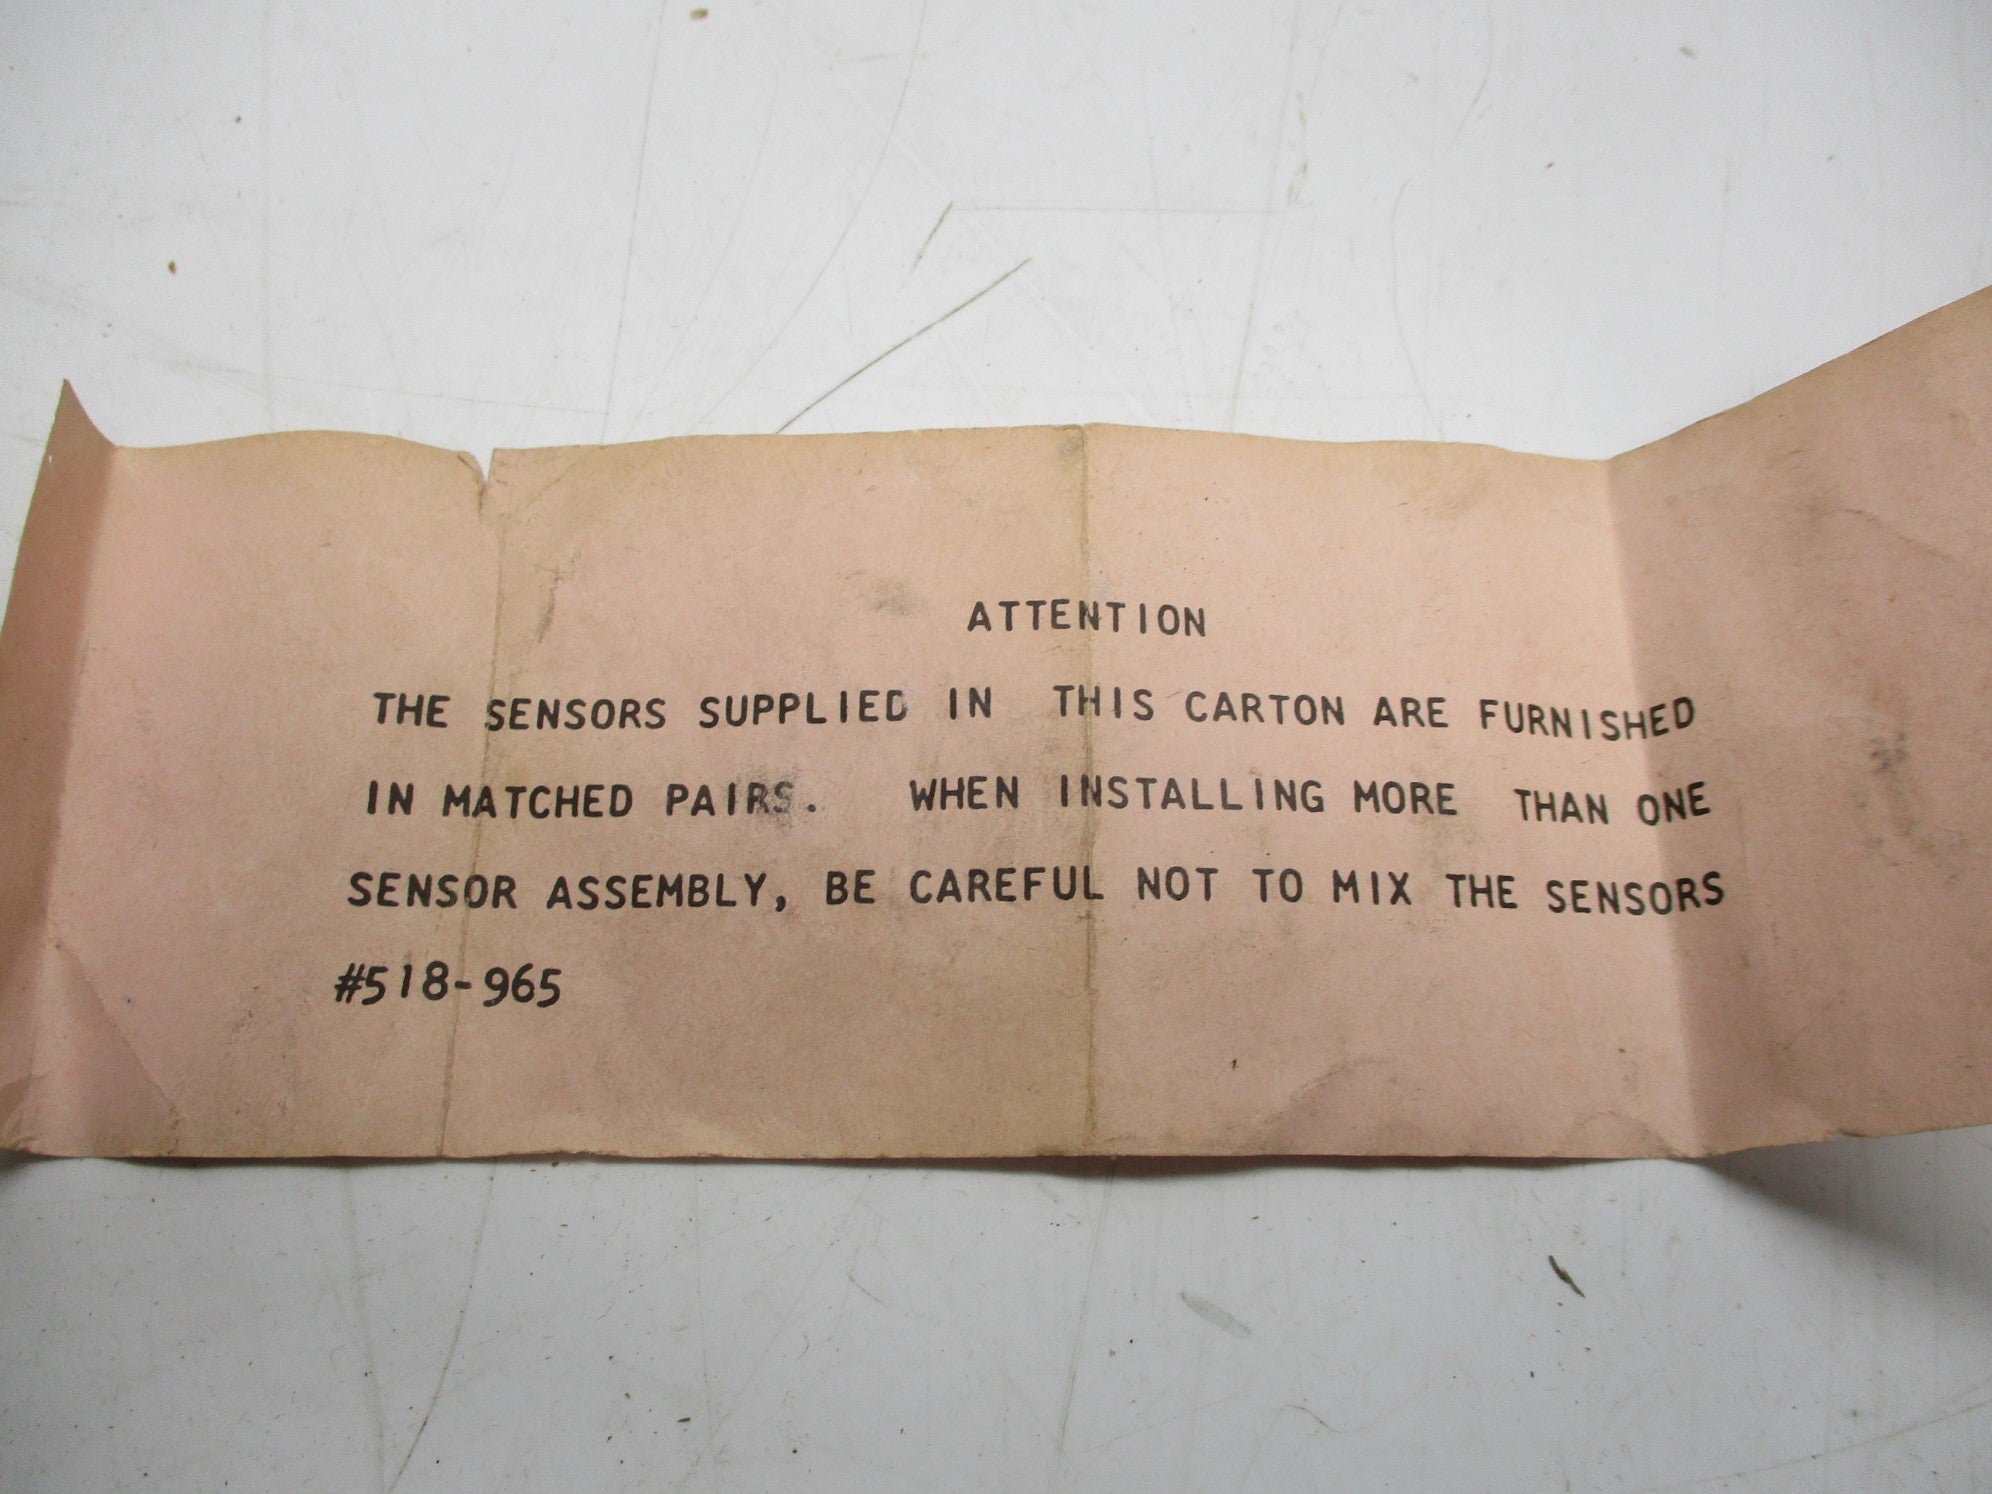 ATTENTION
THE SENSORS SUPPLIED IN THIS CARTON ARE FURNISHED
IN MATCHED PAIRS. WHEN INSTALLING MORE THAN ONE
SENSOR ASSEMBLY, BE CAREFUL NOT TO MIX THE SENSORS
#518-965